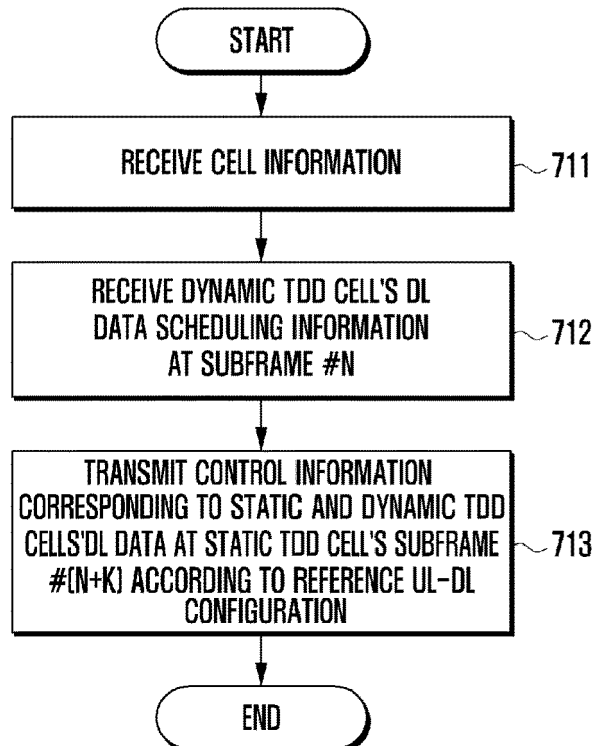 START
RECEIVE CELL INFORMATION
711
RECEIVE DYNAMIC TDD CELL'S DL
DATA SCHEDULING INFORMATION
AT SUBFRAME #N
712
TRANSMIT CONTROL INFORMATION
CORRESPONDING TO STATIC AND DYNAMIC TDD
CELLS'DL DATA AT STATIC TDD CELL'S SUBFRAME
#(N+K) ACCORDING TO REFERENCE UL-DL
CONFIGURATION
713
END